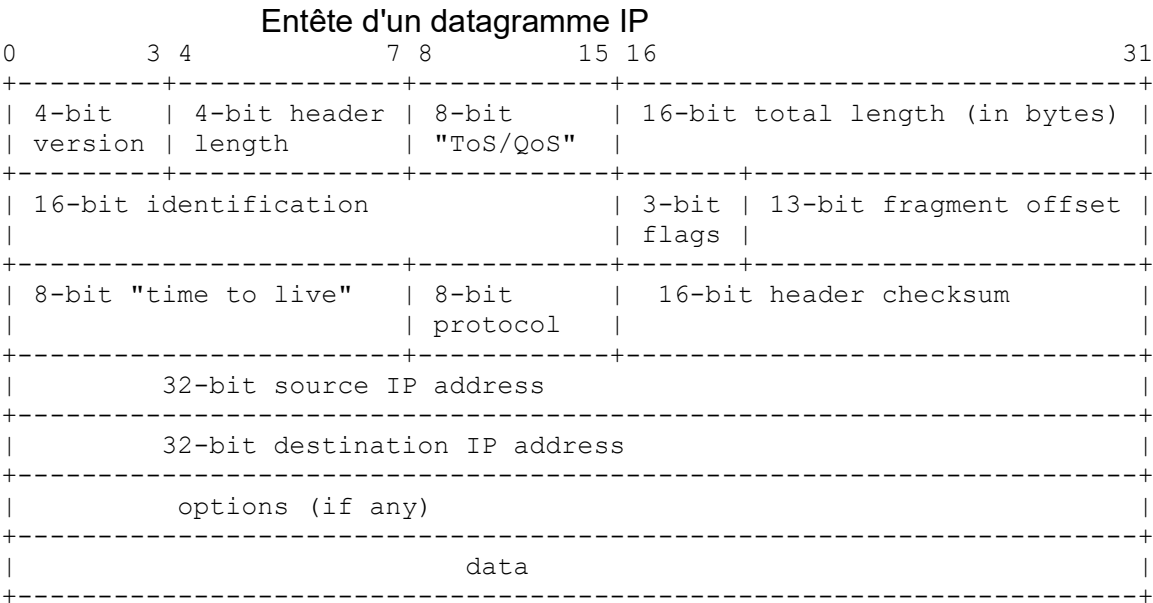 Entête d'un datagramme IP
0 3 4 7 8 15 16 31
+---------+--------------+------------+--------------------------------+
| 4-bit | 4-bit header | 8-bit | 16-bit total length (in bytes) |
| version | length | "ToS/QoS" | |
+---------+--------------+------------+-------+------------------------+
| 16-bit identification | 3-bit | 13-bit fragment offset |
| | flags | |
+------------------------+------------+-------+------------------------+
| 8-bit "time to live" | 8-bit | 16-bit header checksum |
| | protocol | |
+------------------------+------------+--------------------------------+
| 32-bit source IP address |
+----------------------------------------------------------------------+
| 32-bit destination IP address |
+----------------------------------------------------------------------+
| options (if any) |
+----------------------------------------------------------------------+
| data |
+----------------------------------------------------------------------+